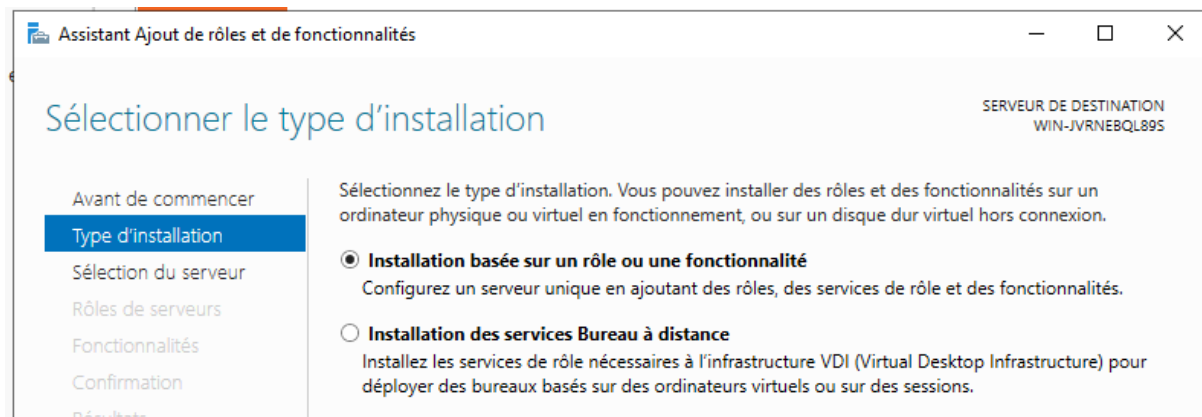 Assistant Ajout de rôles et de fonctionnalités
Sélectionner le type d'installation
SERVEUR DE DESTINATION
WIN-JVRNEBQL89S
Avant de commencer
Type d'installation
Sélection du serveur
Rôles de serveurs
Fonctionnalités
Confirmation
Sélectionnez le type d'installation. Vous pouvez installer des rôles et des fonctionnalités sur un
ordinateur physique ou virtuel en fonctionnement, ou sur un disque dur virtuel hors connexion.
Installation basée sur un rôle ou une fonctionnalité
Configurez un serveur unique en ajoutant des rôles, des services de rôle et des fonctionnalités.
Installation des services Bureau à distance
Installez les services de rôle nécessaires à l'infrastructure VDI (Virtual Desktop Infrastructure) pour
déployer des bureaux basés sur des ordinateurs virtuels ou sur des sessions.